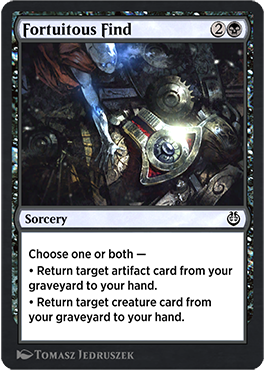 Fortuitous Find 2
Sorcery
Choose one or both —
• Return target artifact card from your
graveyard to your hand.
• Return target creature card from
your graveyard to your hand.
Tomasz Jedruszek